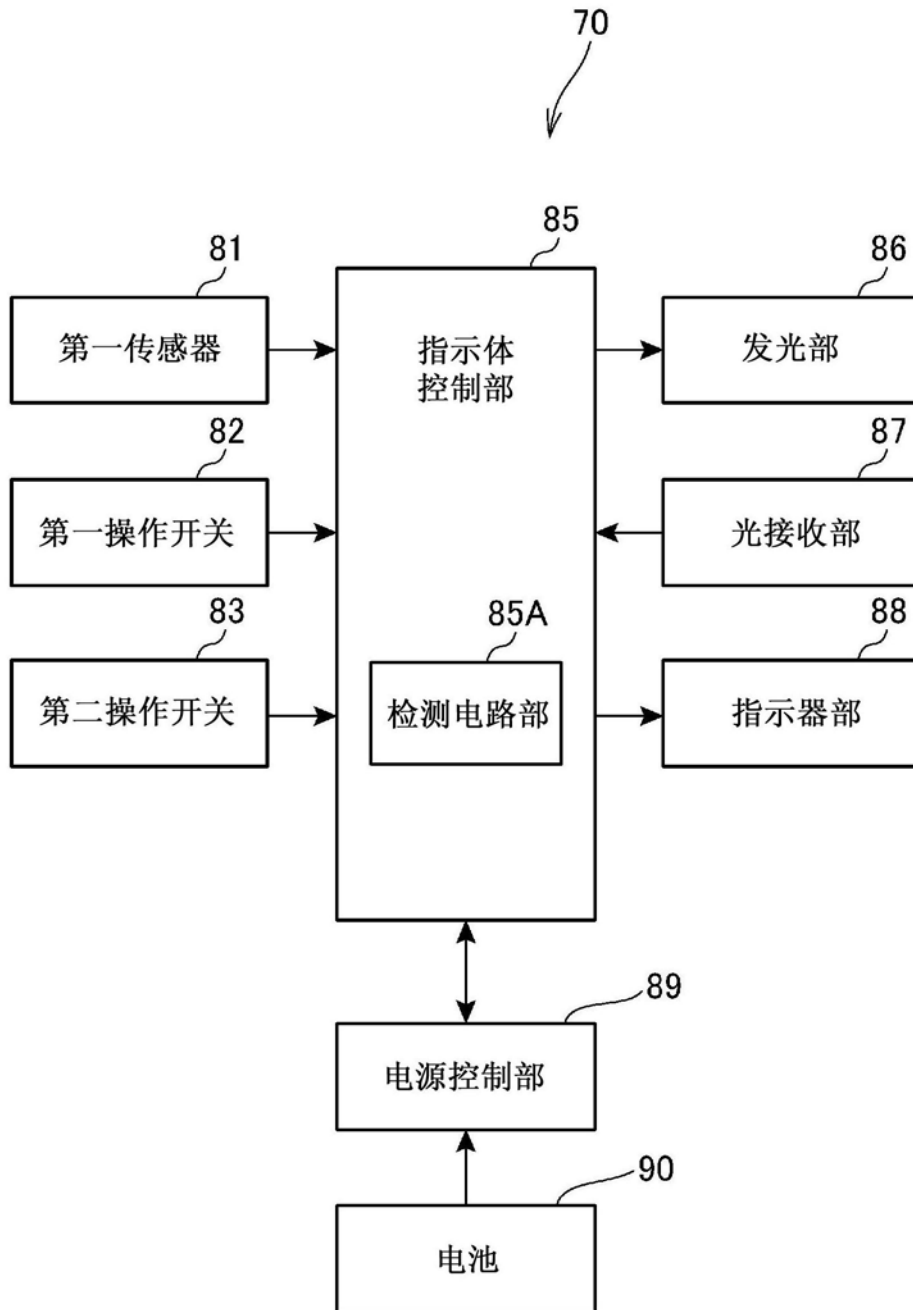 70
85
81
86
第一传感器
指示体
控制部
发光部
82
87
第一操作开关
光接收部
83
85A
88
第二操作开关
检测电路部
指示器部
89
电源控制部
90
电池